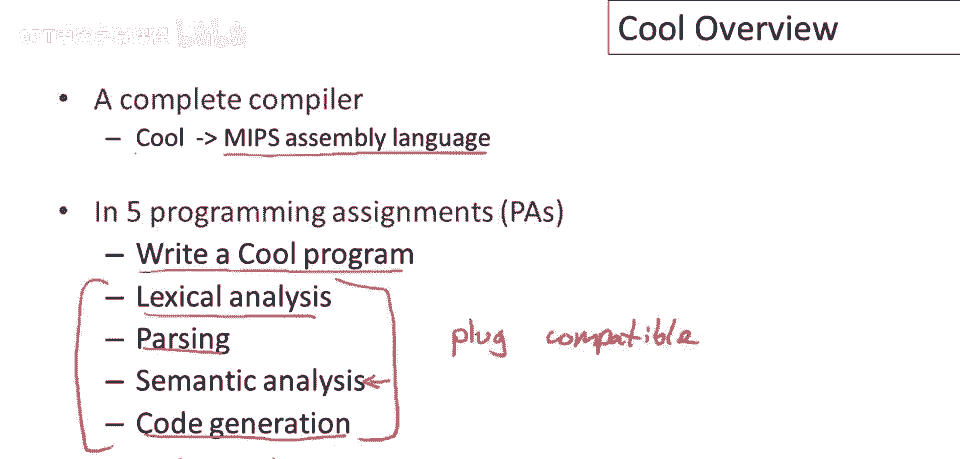 Cool Overview
• A complete compiler
– Cool -> MIPS assembly language
• In 5 programming assignments (PAs)
– Write a Cool program
– Lexical analysis
– Parsing
– Semantic analysis
– Code generation
plug compatible